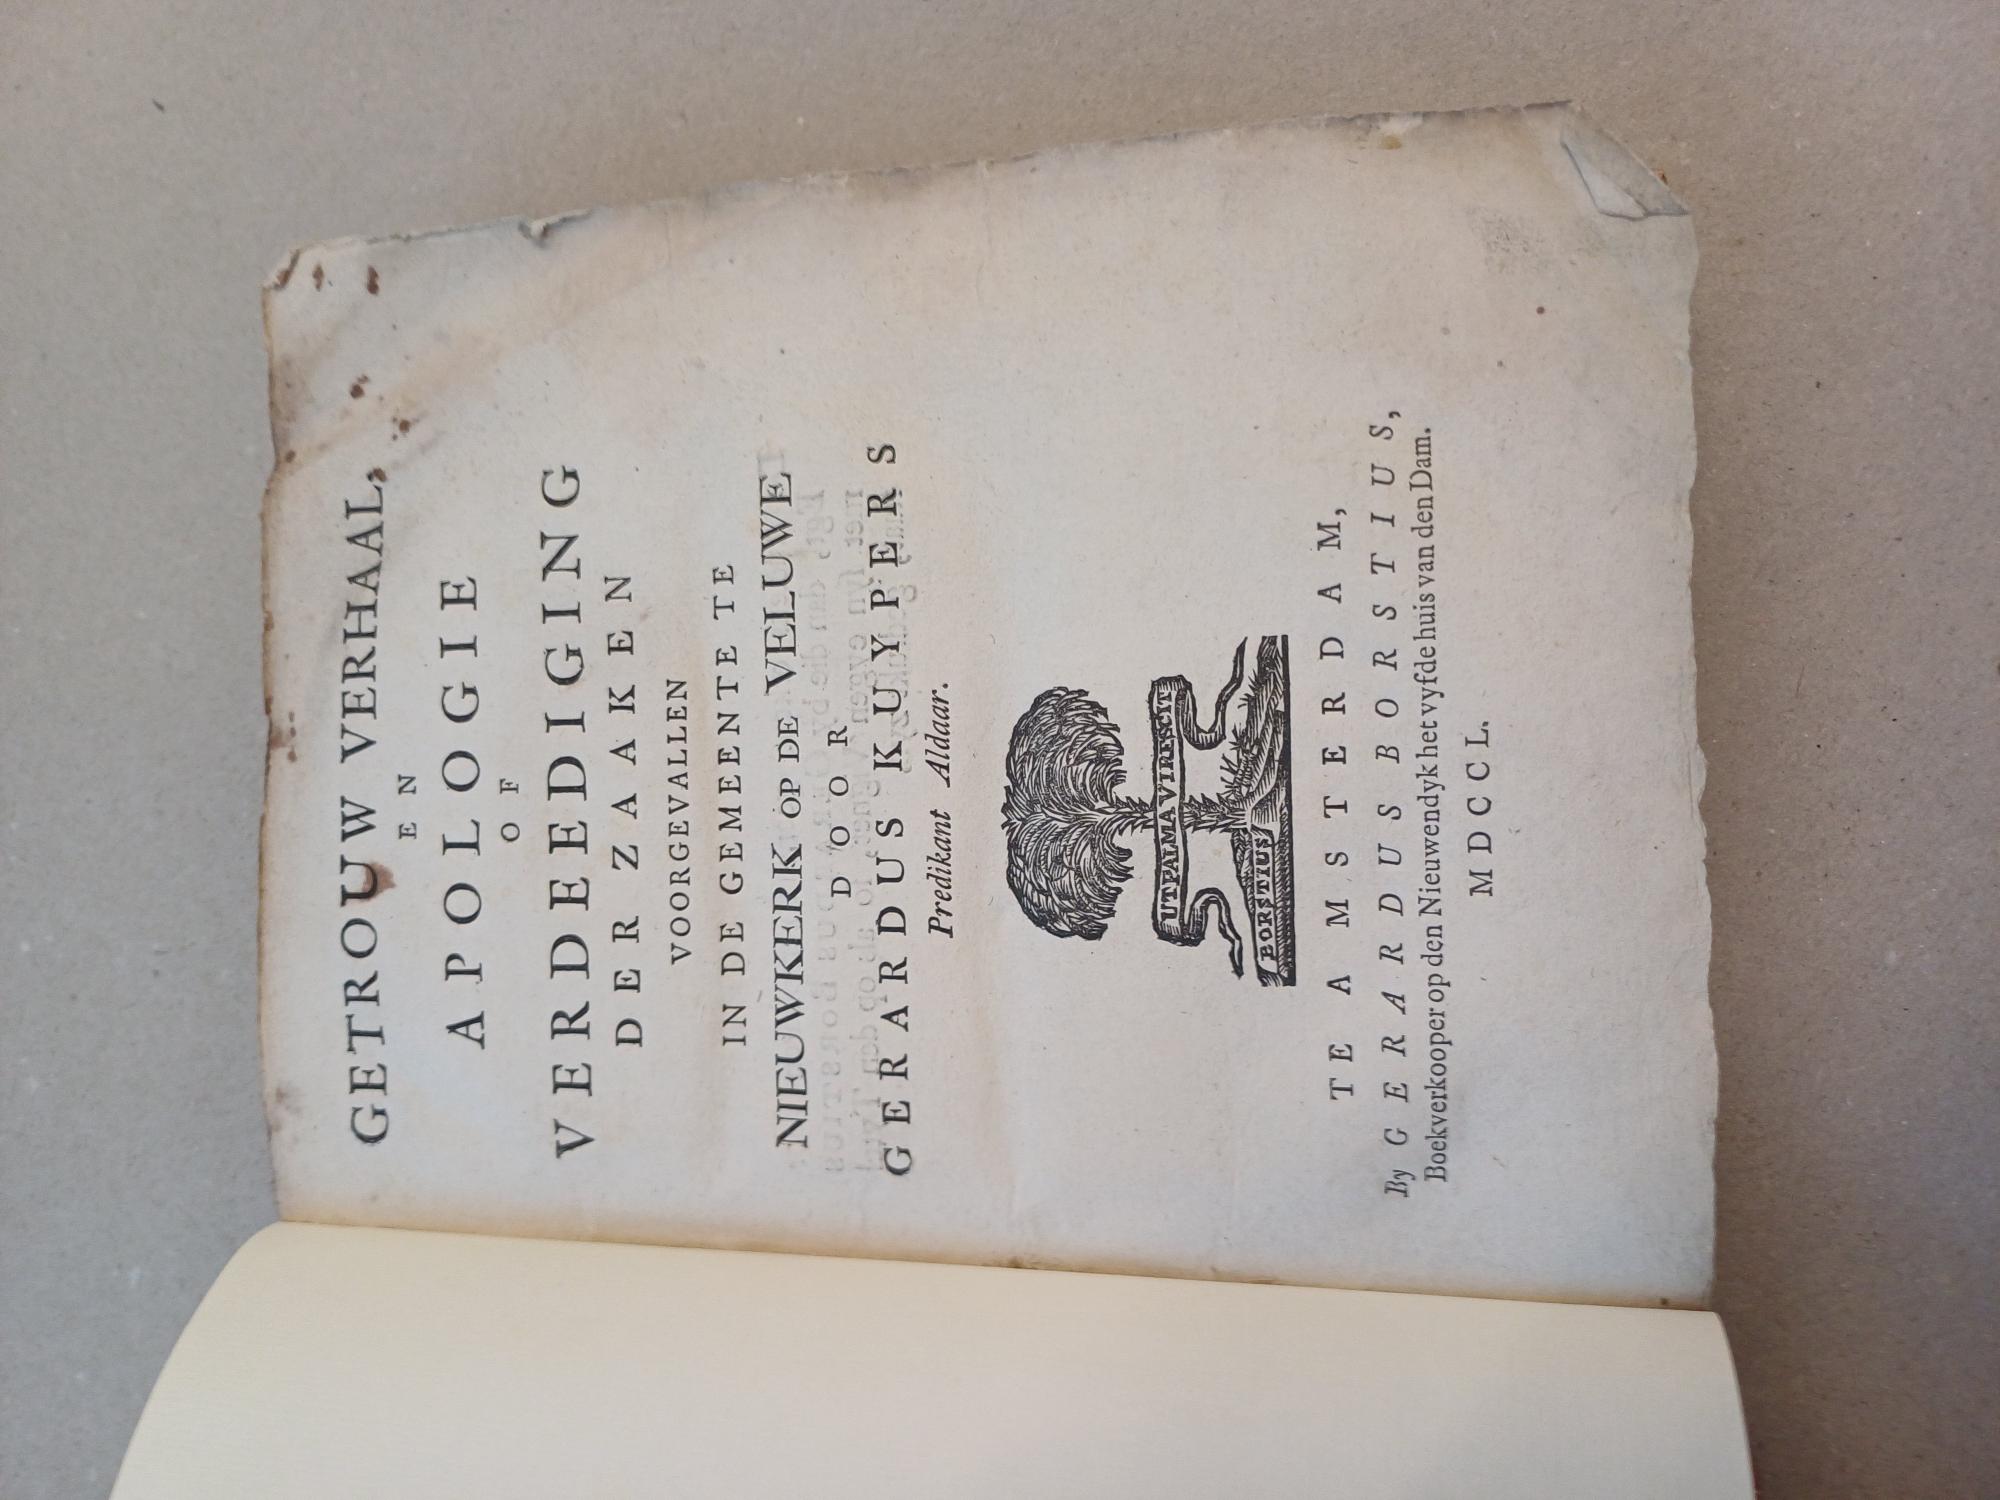 GETROUW VERHAAL,
EN
APOLOGIE
OF
VERDEEDIGING
DER ZAAKEN
VOORGEVALLEN
IN DE GEMEENTE TE
NIEUWKERK OP DE VELUWE
DOOR
GERARDUS KUYPERS
Predikant Aldaar.
UT PALMA VIRESCIT
BORSTIUS
TE AMSTERDAM,
By GERARDUS BORSTIUS,
Boekverkooper op den Nieuwendyk het vyfde huis van den Dam.
MDCCL.